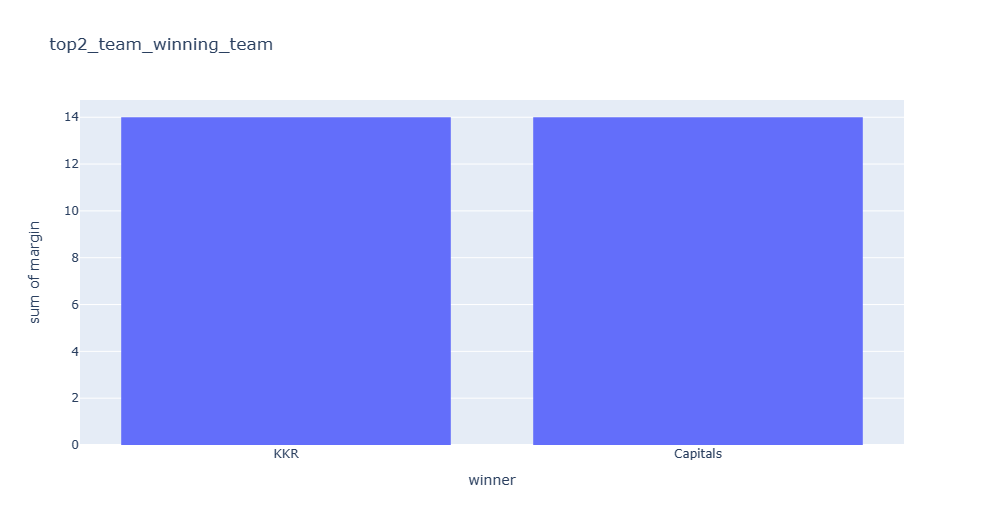 top2_team_winning_team
14
12
10
8
6
4
2
0
sum of margin
KKR
Capitals
winner